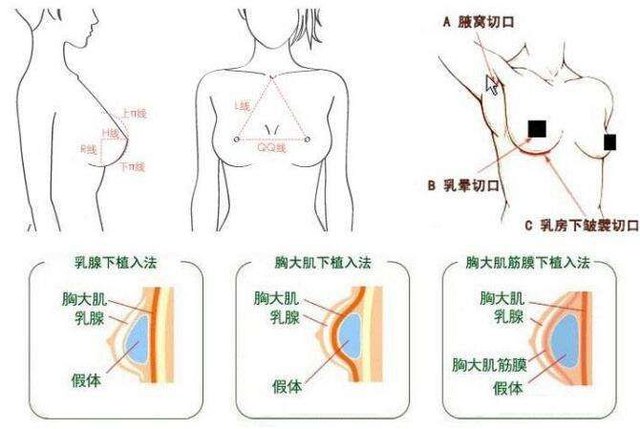 A 腋窝切口
上π线
H线
R线
下π线
L线
QQ线
B 乳晕切口
C 乳房下皱襞切口
乳腺下植入法
胸大肌
乳腺
假体
胸大肌下植入法
胸大肌
乳腺
假体
胸大肌筋膜下植入法
胸大肌
乳腺
胸大肌筋膜
假体